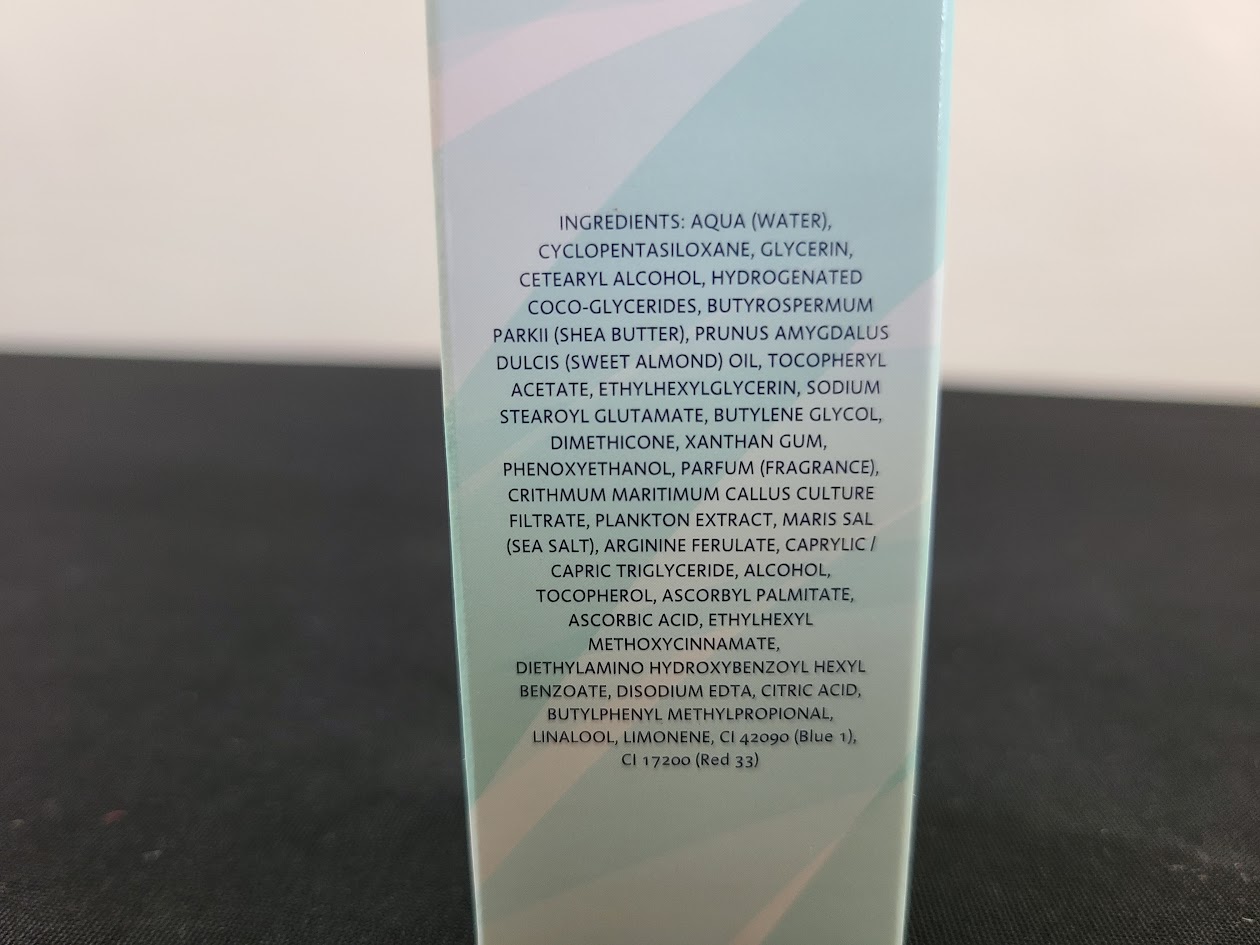 INGREDIENTS: AQUA (WATER),
CYCLOPENTASILOXANE, GLYCERIN,
CETEARYL ALCOHOL, HYDROGENATED
COCO-GLYCERIDES, BUTYROSPERMUM
PARKII (SHEA BUTTER), PRUNUS AMYGDALUS
DULCIS (SWEET ALMOND) OIL, TOCOPHERYL
ACETATE, ETHYLHEXYLGLYCERIN, SODIUM
STEAROYL GLUTAMATE, BUTYLENE GLYCOL,
DIMETHICONE, XANTHAN GUM,
PHENOXYETHANOL, PARFUM (FRAGRANCE),
CRITHMUM MARITIMUM CALLUS CULTURE
FILTRATE, PLANKTON EXTRACT, MARIS SAL
(SEA SALT), ARGININE FERULATE, CAPRYLIC /
CAPRIC TRIGLYCERIDE, ALCOHOL,
TOCOPHEROL, ASCORBYL PALMITATE,
ASCORBIC ACID, ETHYLHEXYL
METHOXYCINNAMATE,
DIETHYLAMINO HYDROXYBENZOYL HEXYL
BENZOATE, DISODIUM EDTA, CITRIC ACID,
BUTYLPHENYL METHYLPROPIONAL,
LINALOOL, LIMONENE, CI 42090 (Blue 1),
CI 17200 (Red 33)